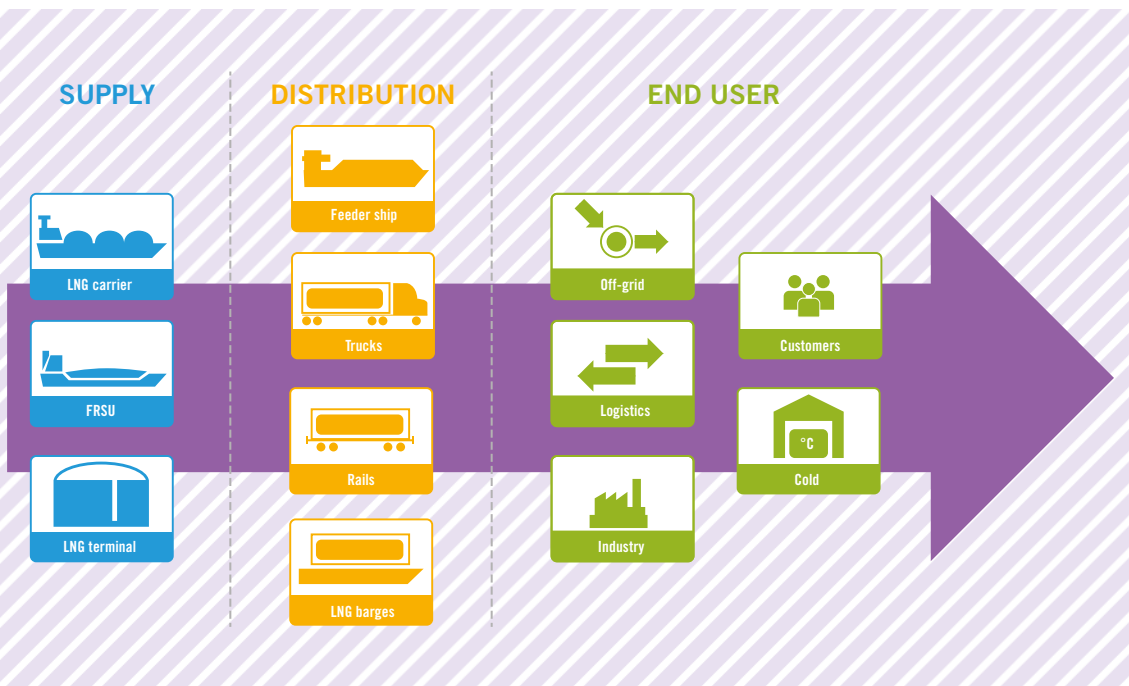 SUPPLY
DISTRIBUTION
END USER
LNG carrier
FRSU
LNG terminal
Feeder ship
Trucks
Rails
LNG barges
Off-grid
Logistics
Industry
Customers
°C
Cold